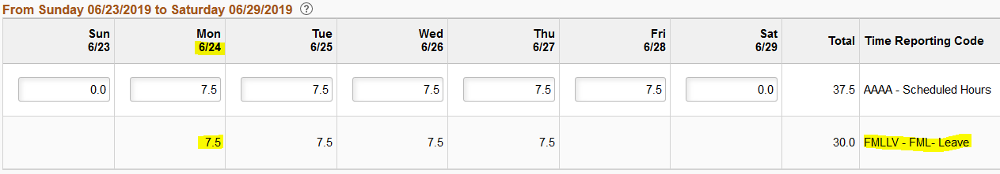 From Sunday 06/23/2019 to Saturday 06/29/2019 ?
Sun 6/23 Mon 6/24 Tue 6/25 Wed 6/26 Thu 6/27 Fri 6/28 Sat 6/29 Total Time Reporting Code
0.0 7.5 7.5 7.5 7.5 7.5 0.0 37.5 AAAA - Scheduled Hours
7.5 7.5 7.5 7.5 30.0 FMLLV - FML- Leave